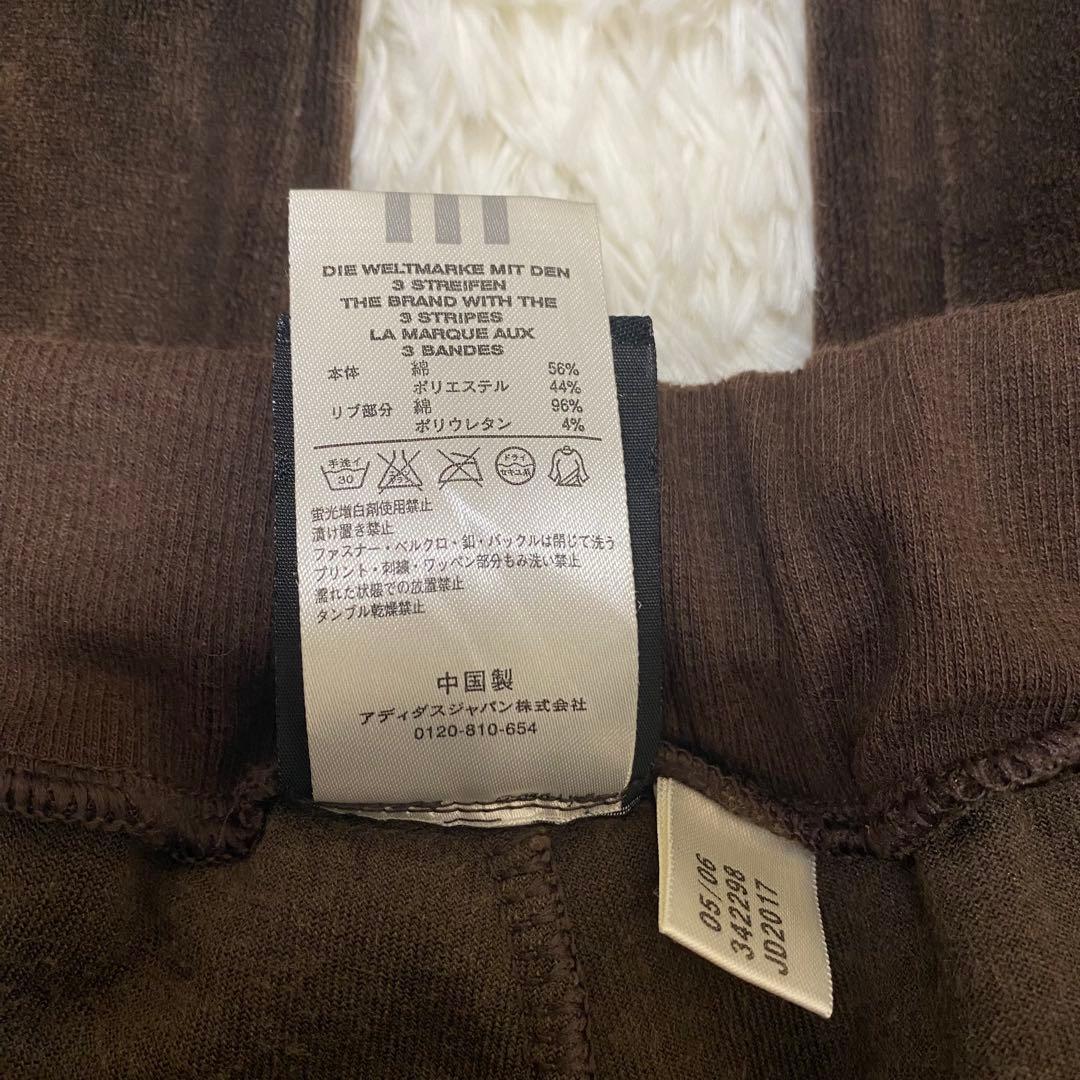 DIE WELTMARKE MIT DEN
3 STREIFEN
THE BRAND WITH THE
3 STRIPES
LA MARQUE AUX
3 BANDES
本体 綿 56%
ポリエステル 44%
リブ部分 綿 96%
ポリウレタン 4%
手洗イ 30 ドライ セキユ系
蛍光増白剤使用禁止
漬け置き禁止
ファスナー・ベルクロ・釦・バックルは閉じて洗う
プリント・刺繍・ワッペン部分もみ洗い禁止
濡れた状態での放置禁止
タンブル乾燥禁止
中国製
アディダスジャパン株式会社
0120-810-654
05/06
342298
JD2017